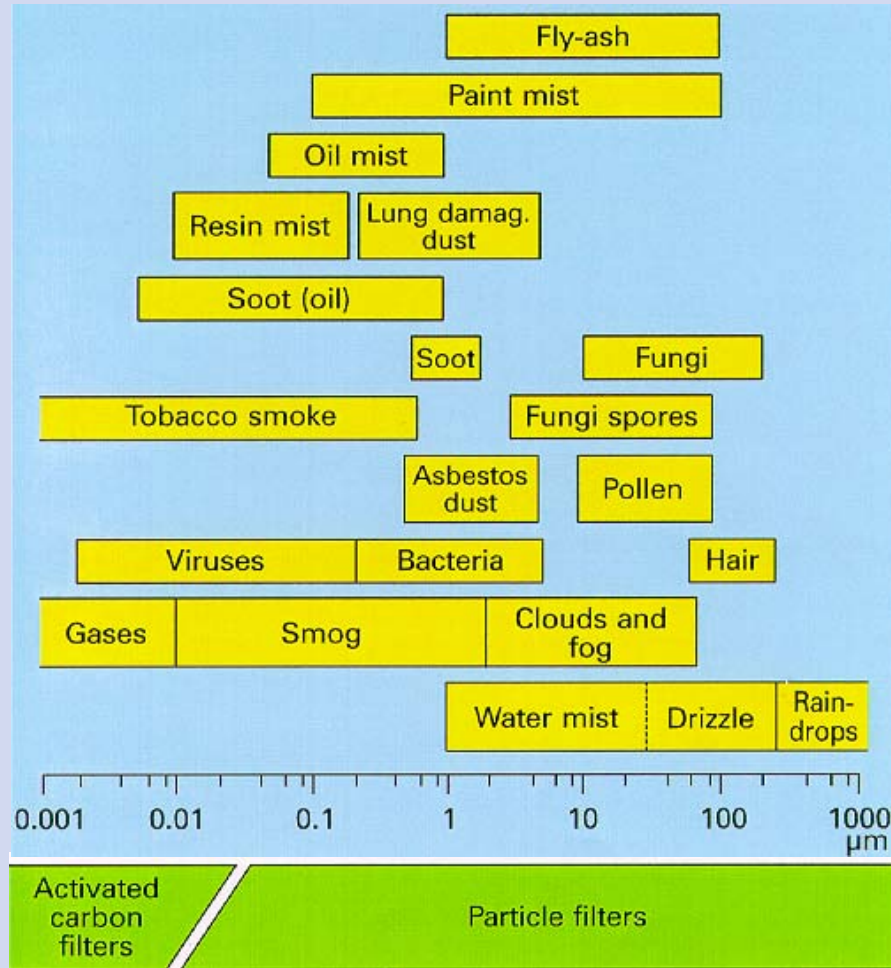 Fly-ash
Paint mist
Oil mist
Resin mist
Lung damag.
dust
Soot (oil)
Soot
Fungi
Tobacco smoke
Fungi spores
Asbestos
dust
Pollen
Viruses
Bacteria
Hair
Gases
Smog
Clouds and
fog
Water mist
Drizzle
Rain-
drops
0.001 0.01 0.1 1 10 100 1000
µm
Activated
carbon
filters
Particle filters